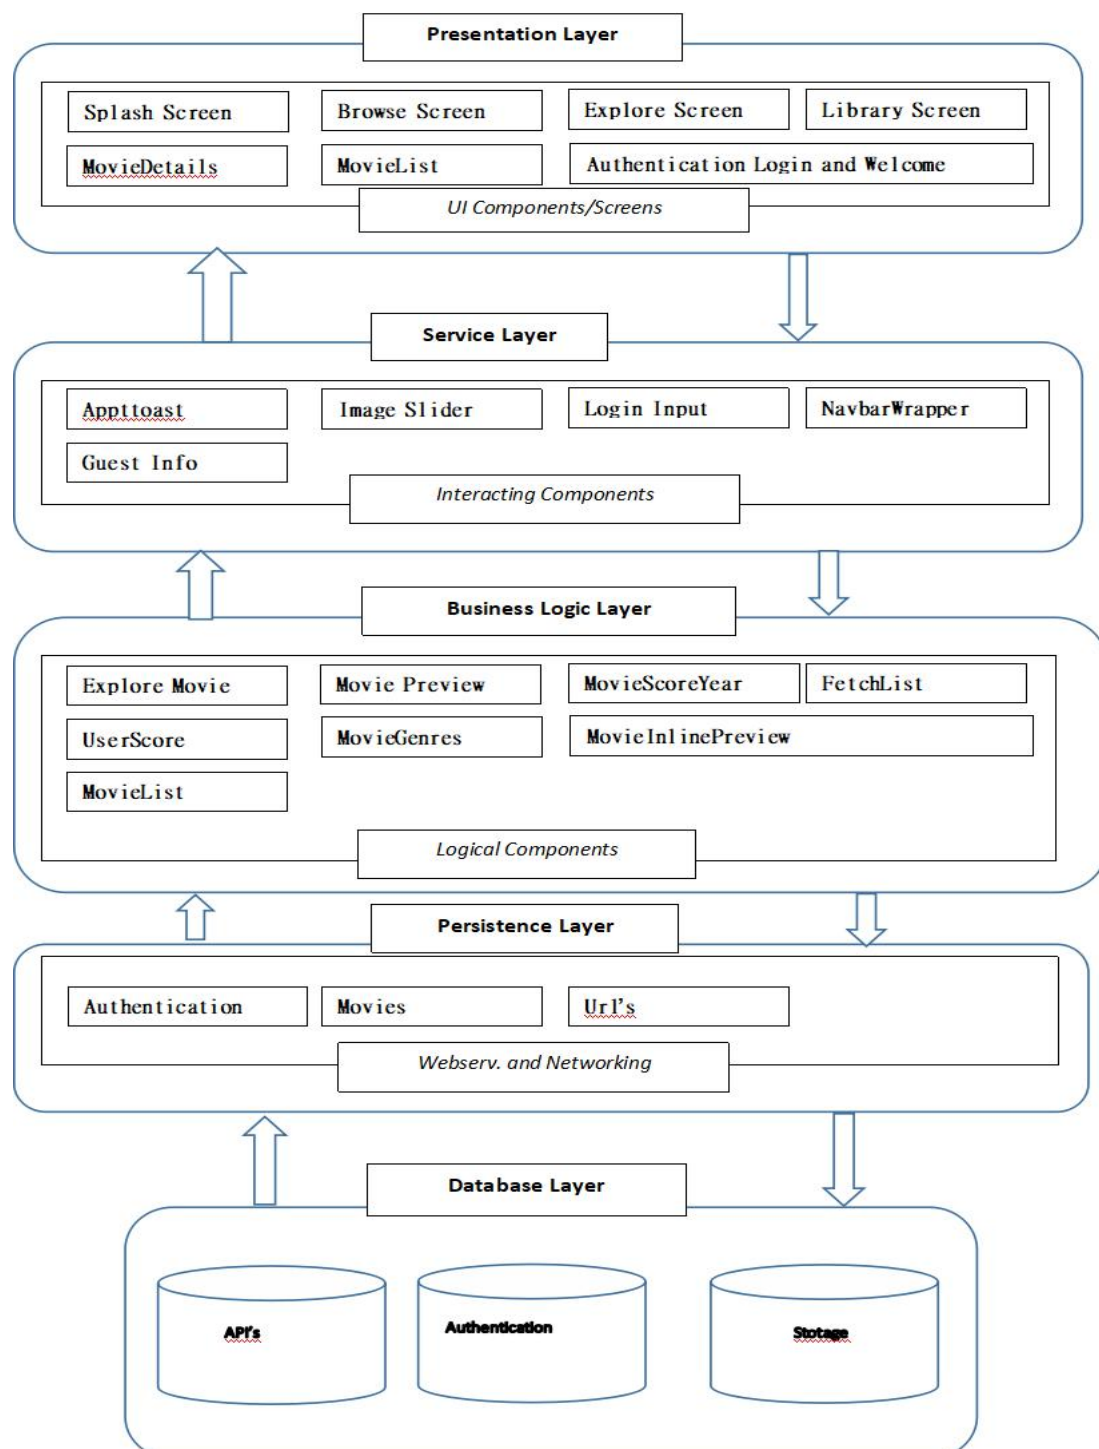 Presentation Layer
Splash Screen
Browse Screen
Explore Screen
Library Screen
MovieDetails
MovieList
Authentication Login and Welcome
UI Components/Screens
Service Layer
Appttoast
Image Slider
Login Input
NavbarWrapper
Guest Info
Interacting Components
Business Logic Layer
Explore Movie
Movie Preview
MovieScoreYear
FetchList
UserScore
MovieGenres
MovieInlinePreview
MovieList
Logical Components
Persistence Layer
Authentication
Movies
Url's
Webserv. and Networking
Database Layer
API's
Authentication
Stotage